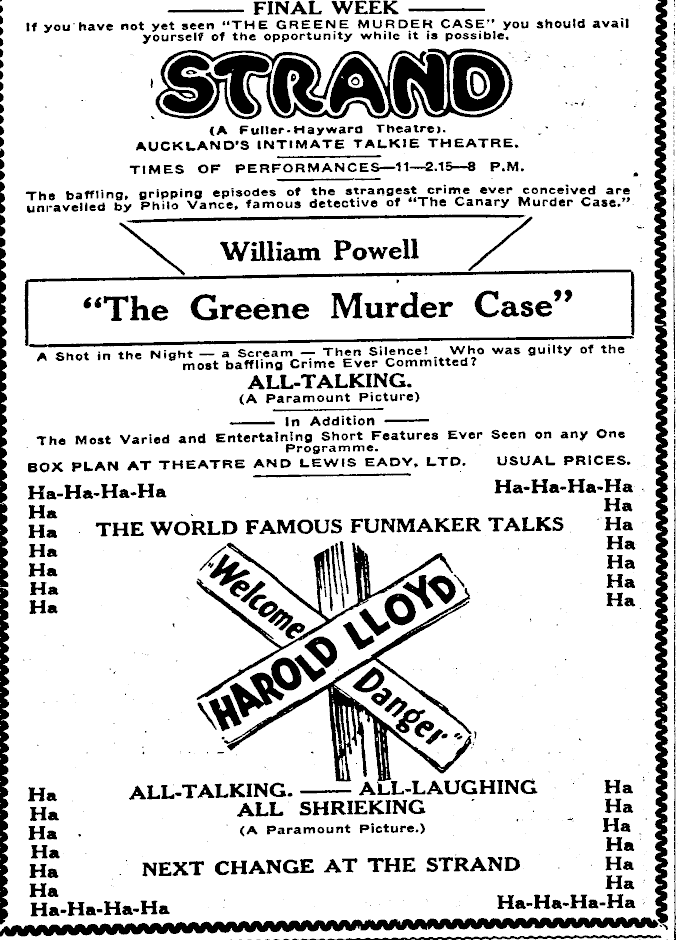 FINAL WEEK
If you have not yet seen "THE GREENE MURDER CASE" you should avail
yourself of the opportunity while it is possible.
STRAND
(A Fuller-Hayward Theatre).
AUCKLAND'S INTIMATE TALKIE THEATRE.
TIMES OF PERFORMANCES—11—2.15—8 P.M.
The baffling, gripping episodes of the strangest crime ever conceived are
unravelled by Philo Vance, famous detective of "The Canary Murder Case."
William Powell
"The Greene Murder Case"
A Shot in the Night — a Scream — Then Silence! Who was guilty of the
most baffling Crime Ever Committed?
ALL-TALKING.
(A Paramount Picture)
In Addition
The Most Varied and Entertaining Short Features Ever Seen on any One
Programme.
BOX PLAN AT THEATRE AND LEWIS EADY, LTD. USUAL PRICES.
Ha-Ha-Ha-Ha Ha-Ha-Ha-Ha
Ha Ha
Ha THE WORLD FAMOUS FUNMAKER TALKS Ha
Ha Ha
Ha Ha
Ha Ha
Ha Ha
"Welcome
HAROLD LLOYD
Danger"
Ha ALL-TALKING. — ALL-LAUGHING Ha
Ha ALL SHRIEKING Ha
Ha (A Paramount Picture.) Ha
Ha Ha
Ha NEXT CHANGE AT THE STRAND Ha
Ha Ha
Ha-Ha-Ha-Ha Ha-Ha-Ha-Ha